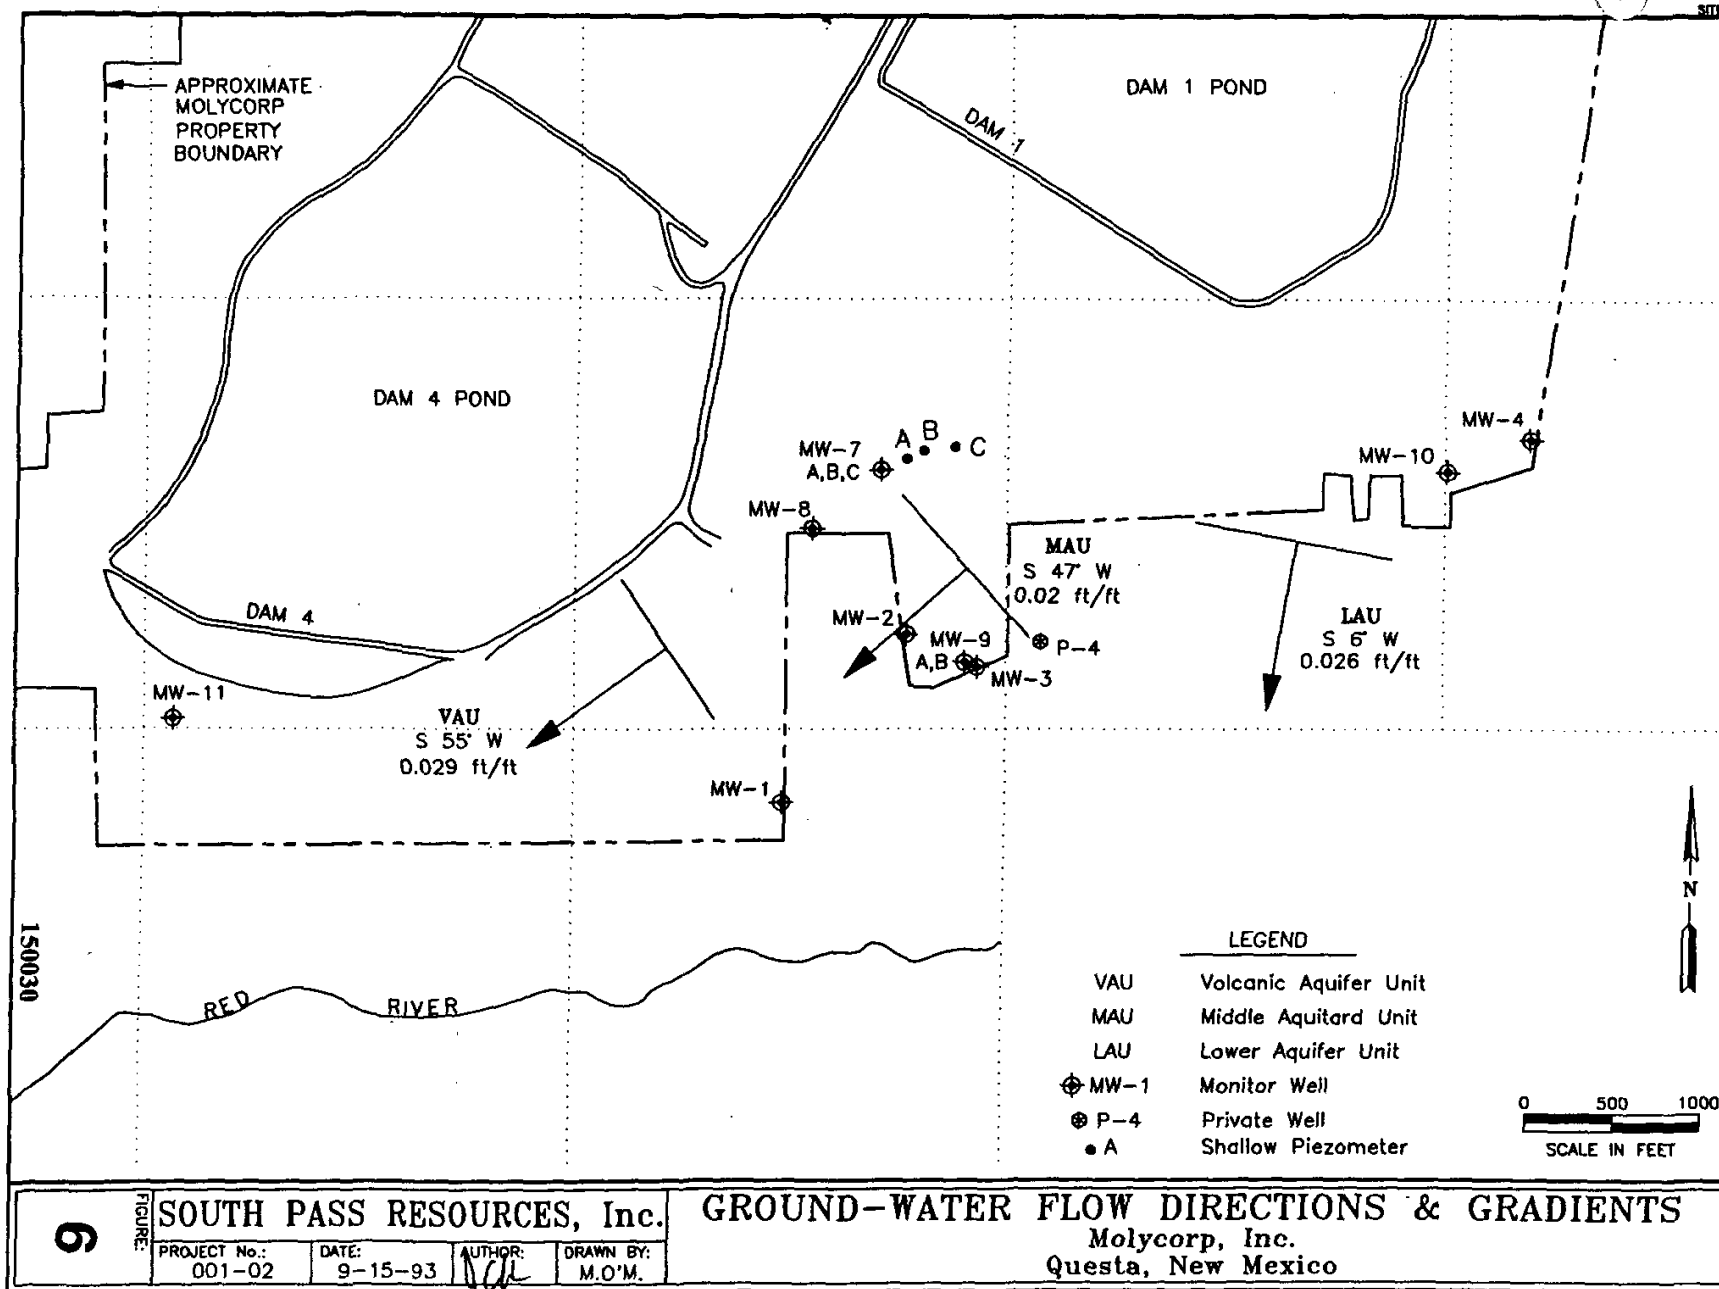 SITE
APPROXIMATE
MOLYCORP
PROPERTY
BOUNDARY
DAM 1 POND
DAM 1
DAM 4 POND
MW-4
MW-10
MW-7
A,B,C
A
B
C
MW-8
MAU
S 47° W
0.02 ft/ft
LAU
S 6° W
0.026 ft/ft
DAM 4
MW-2
MW-9
A,B
P-4
MW-3
MW-11
VAU
S 55° W
0.029 ft/ft
MW-1
N
150030
RED RIVER
LEGEND
VAU Volcanic Aquifer Unit
MAU Middle Aquitard Unit
LAU Lower Aquifer Unit
MW-1 Monitor Well
P-4 Private Well
A Shallow Piezometer
0 500 1000
SCALE IN FEET
FIGURE:
9
SOUTH PASS RESOURCES, Inc.
PROJECT No.: DATE: AUTHOR: DRAWN BY:
001-02 9-15-93 M.O'M.
GROUND-WATER FLOW DIRECTIONS & GRADIENTS
Molycorp, Inc.
Questa, New Mexico